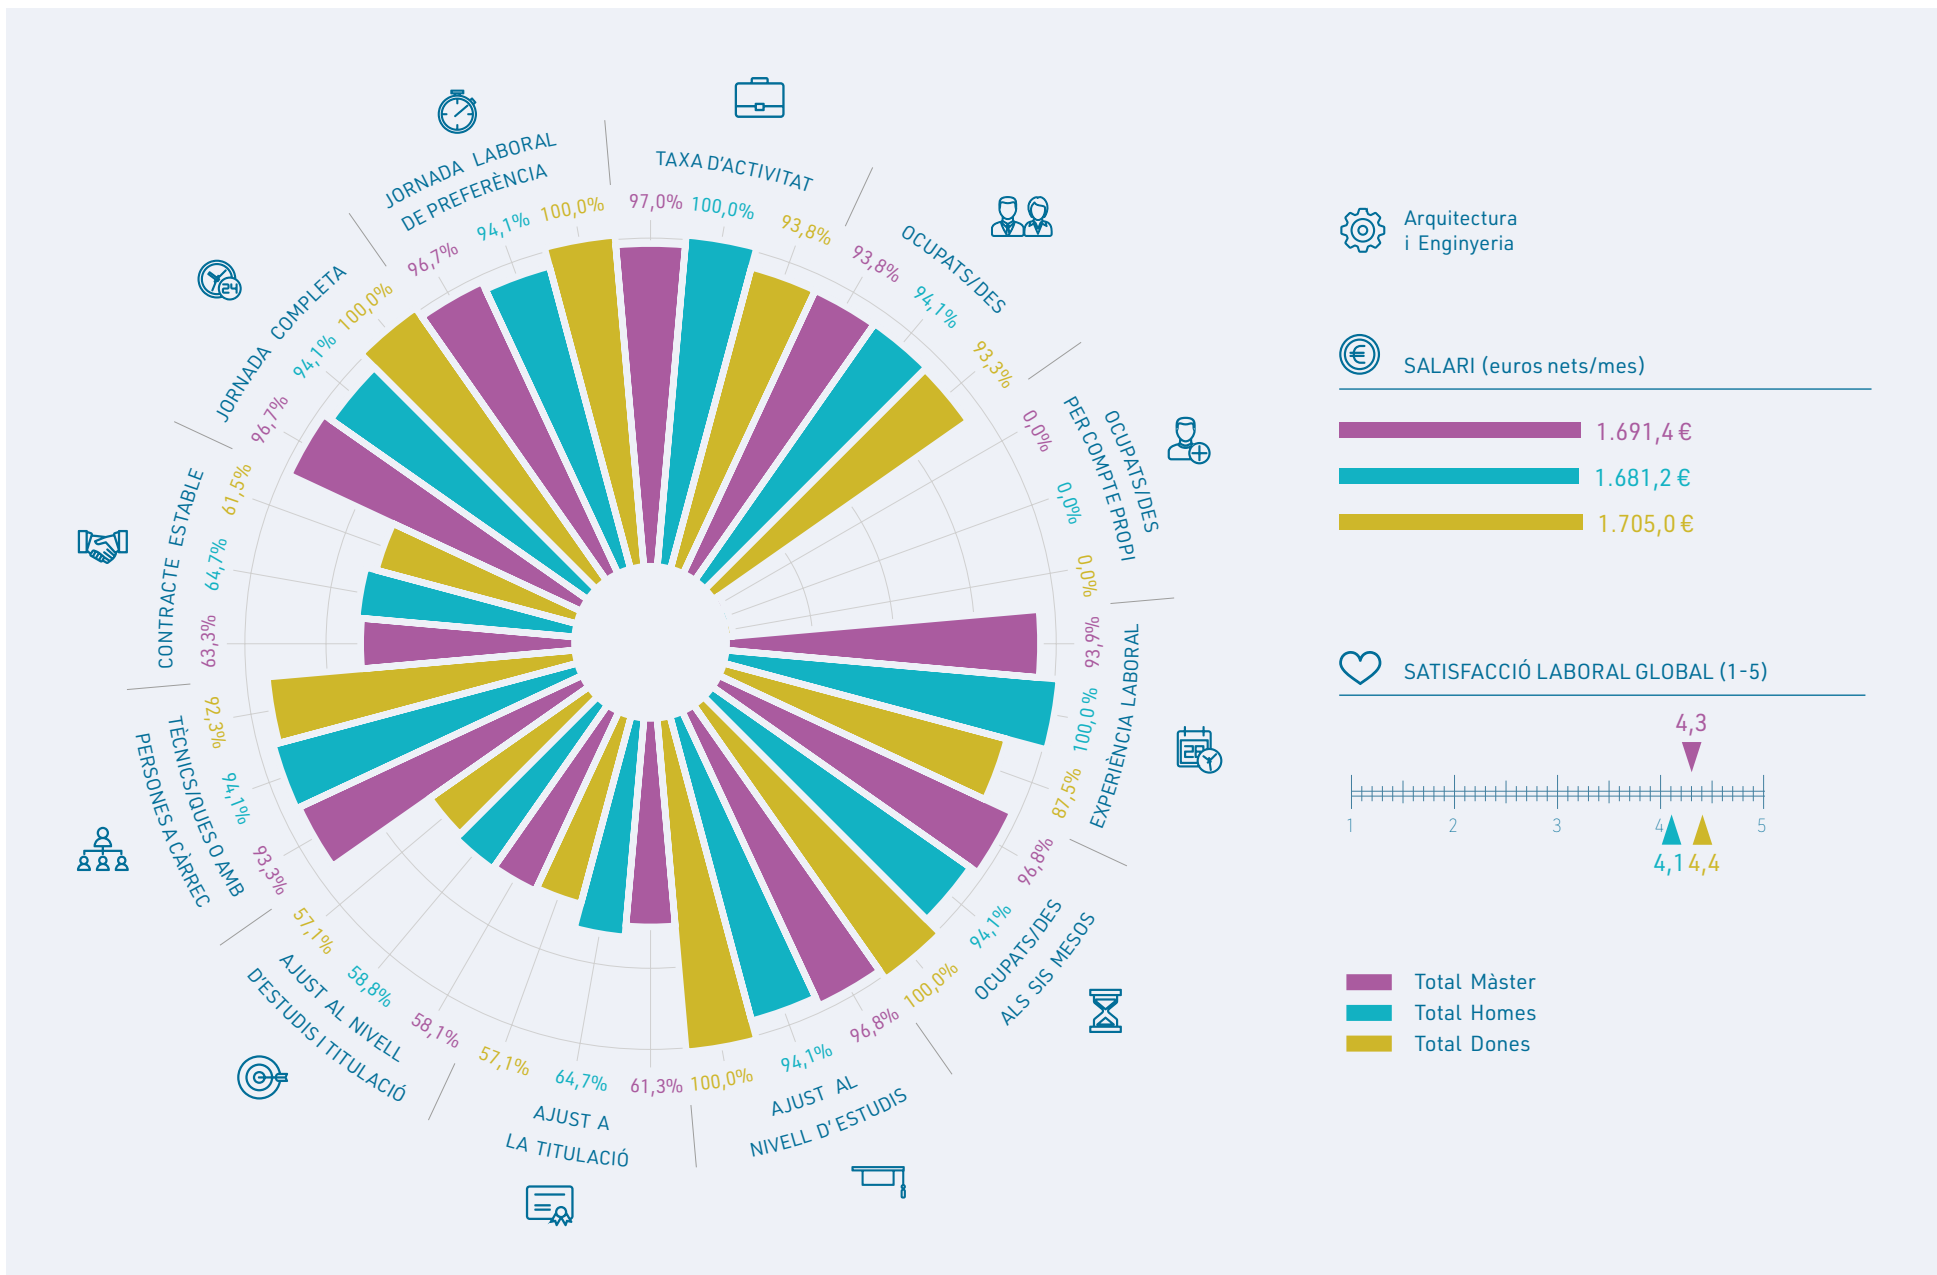 TAXA D'ACTIVITAT
97,0%
100,0%
93,8%
OCUPATS/DES
93,8%
94,1%
93,3%
OCUPATS/DES
PER COMPTE PROPI
0,0%
0,0%
0,0%
EXPERIÈNCIA LABORAL
93,9%
100,0 %
87,5%
OCUPATS/DES
ALS SIS MESOS
96,8%
94,1%
100,0%
AJUST AL
NIVELL D'ESTUDIS
96,8%
94,1%
100,0%
AJUST A
LA TITULACIÓ
61,3%
64,7%
57,1%
AJUST AL NIVELL
D'ESTUDIS I TITULACIÓ
58,1%
58,8%
57,1%
TÈCNICS/QUES O AMB
PERSONES A CÀRREC
93,3%
94,1%
92,3%
CONTRACTE ESTABLE
63,3%
64,7%
61,5%
JORNADA COMPLETA
24
96,7%
94,1%
100,0%
JORNADA LABORAL
DE PREFERÈNCIA
96,7%
94,1%
100,0%
Arquitectura
i Enginyeria
SALARI (euros nets/mes)
1.691,4 €
1.681,2 €
1.705,0 €
SATISFACCIÓ LABORAL GLOBAL (1-5)
4,3
1 2 3 4 5
4,1 4,4
Total Màster
Total Homes
Total Dones